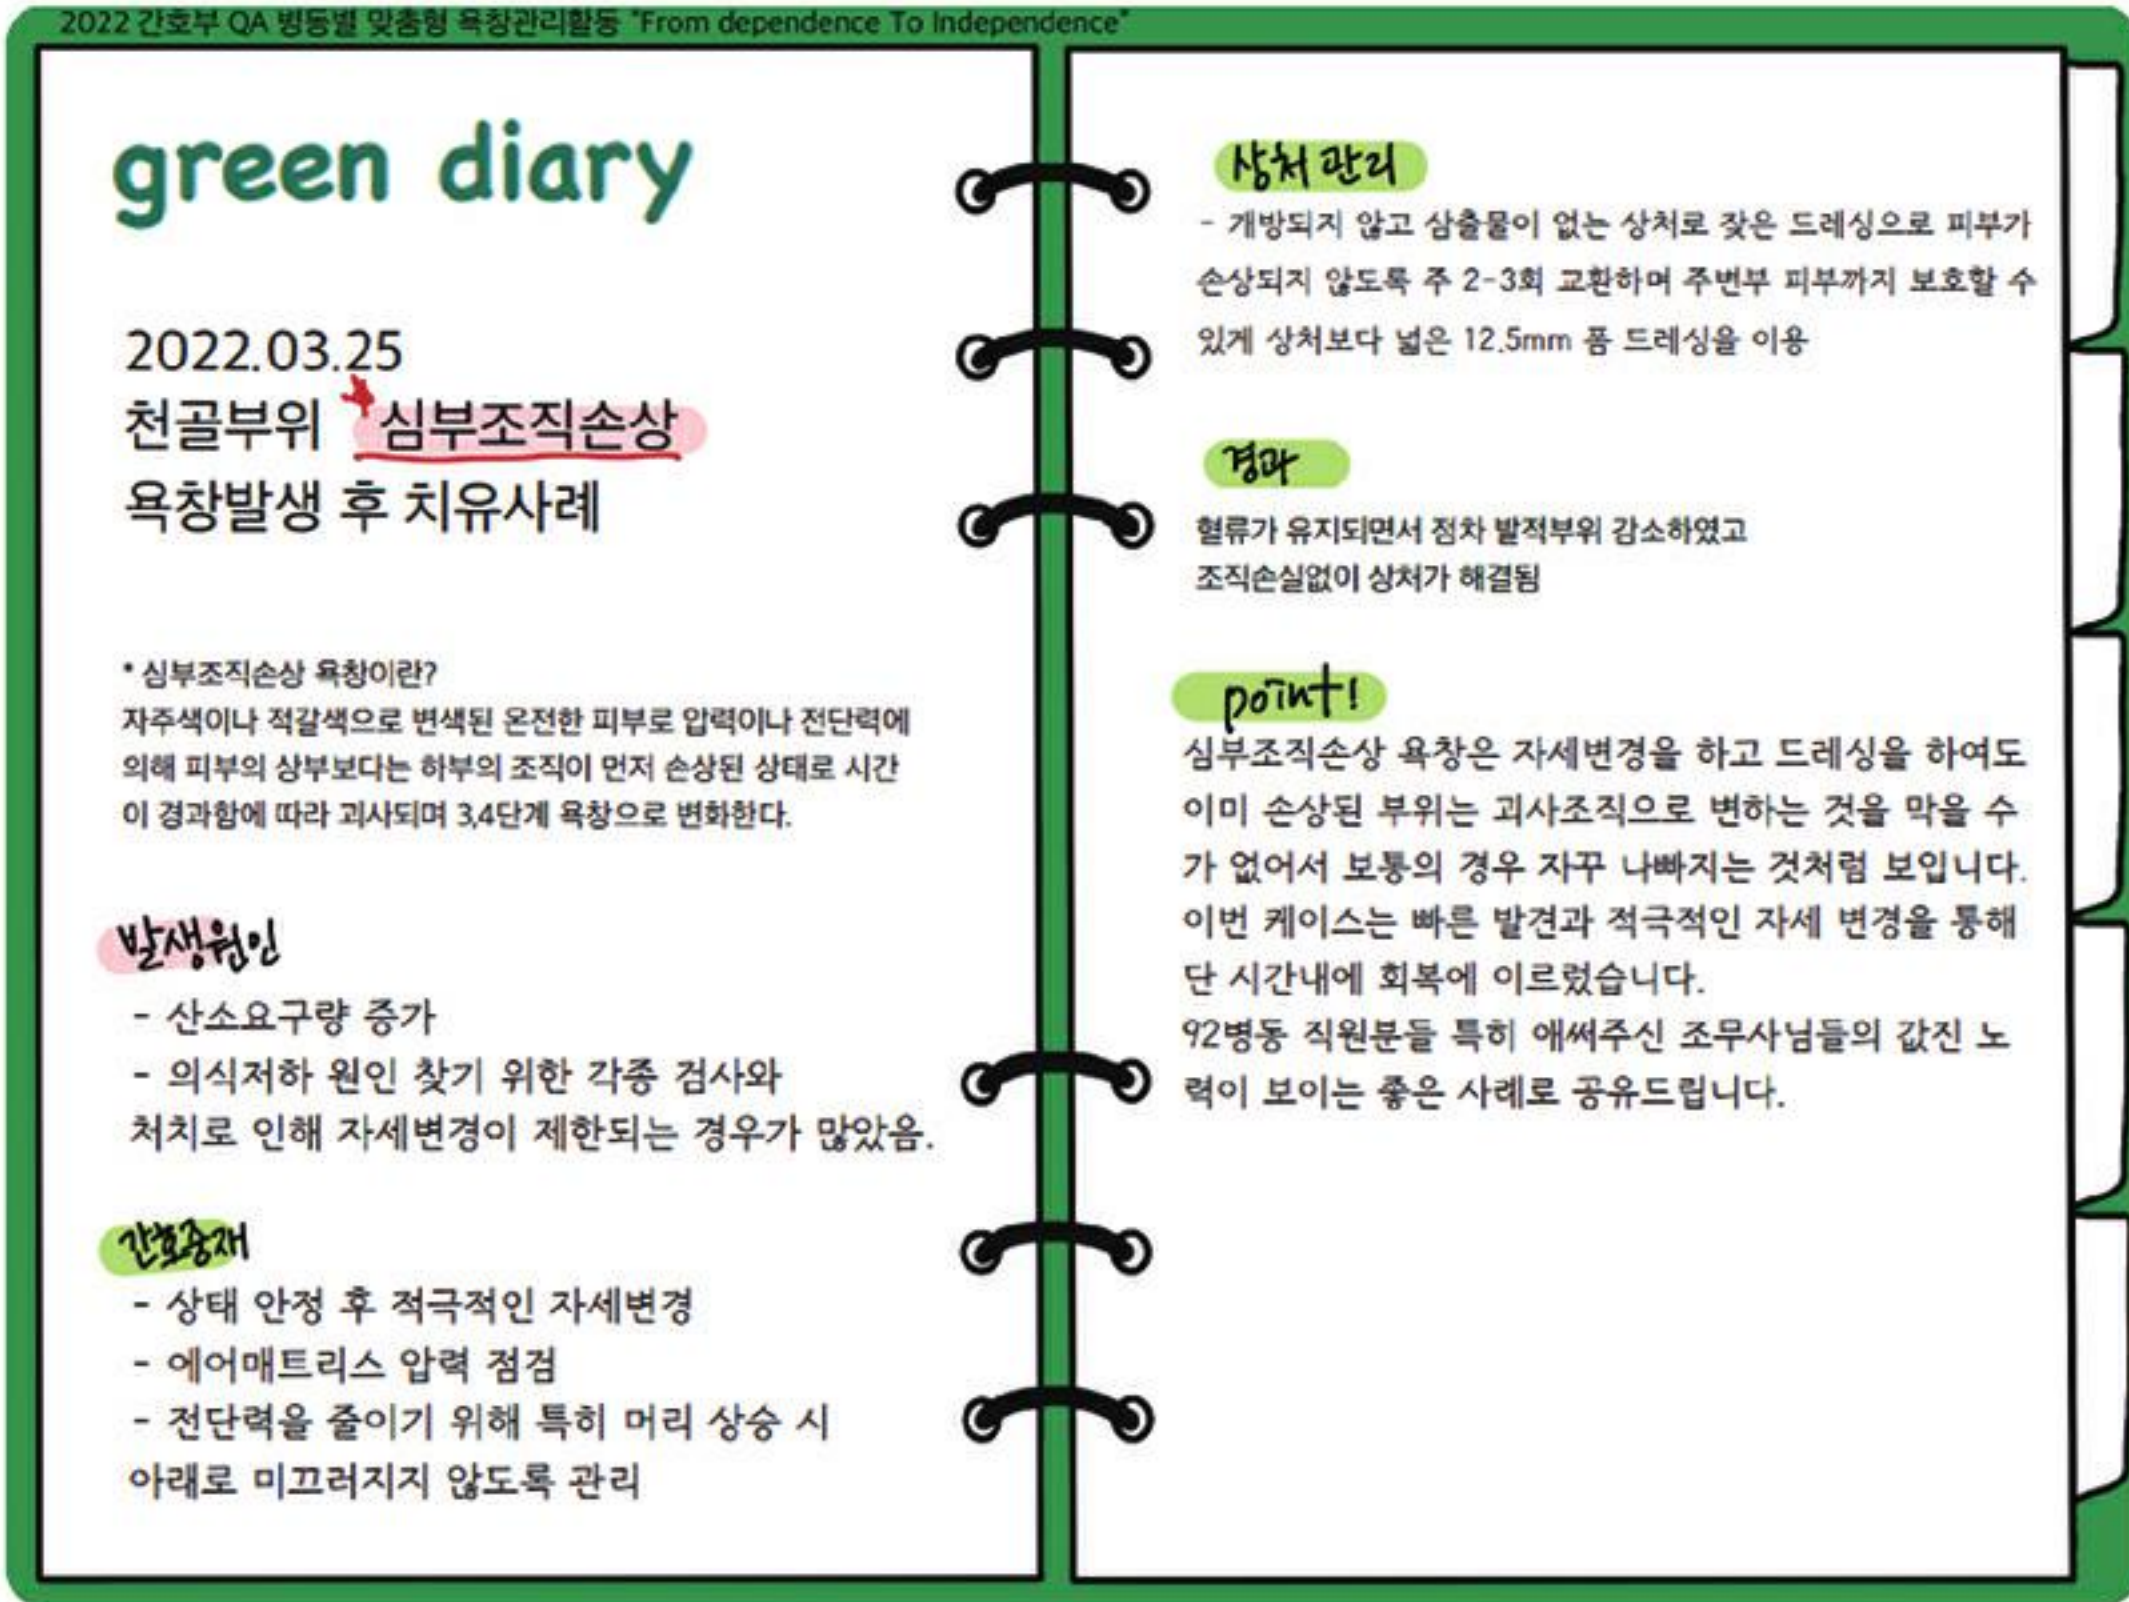 2022 간호부 QA 병동별 맞춤형 욕창관리활동 "From dependence To Independence"
green diary
2022.03.25
천골부위 *심부조직손상
욕창발생 후 치유사례
* 심부조직손상 욕창이란?
자주색이나 적갈색으로 변색된 온전한 피부로 압력이나 전단력에
의해 피부의 상부보다는 하부의 조직이 먼저 손상된 상태로 시간
이 경과함에 따라 괴사되며 3,4단계 욕창으로 변화한다.
발생원인
- 산소요구량 증가
- 의식저하 원인 찾기 위한 각종 검사와
처치로 인해 자세변경이 제한되는 경우가 많았음.
간호중재
- 상태 안정 후 적극적인 자세변경
- 에어매트리스 압력 점검
- 전단력을 줄이기 위해 특히 머리 상승 시
아래로 미끄러지지 않도록 관리
상처 관리
- 개방되지 않고 삼출물이 없는 상처로 잦은 드레싱으로 피부가
손상되지 않도록 주 2-3회 교환하며 주변부 피부까지 보호할 수
있게 상처보다 넓은 12.5mm 폼 드레싱을 이용
경과
혈류가 유지되면서 점차 발적부위 감소하였고
조직손실없이 상처가 해결됨
point!
심부조직손상 욕창은 자세변경을 하고 드레싱을 하여도
이미 손상된 부위는 괴사조직으로 변하는 것을 막을 수
가 없어서 보통의 경우 자꾸 나빠지는 것처럼 보입니다.
이번 케이스는 빠른 발견과 적극적인 자세 변경을 통해
단 시간내에 회복에 이르렀습니다.
92병동 직원분들 특히 애써주신 조무사님들의 값진 노
력이 보이는 좋은 사례로 공유드립니다.